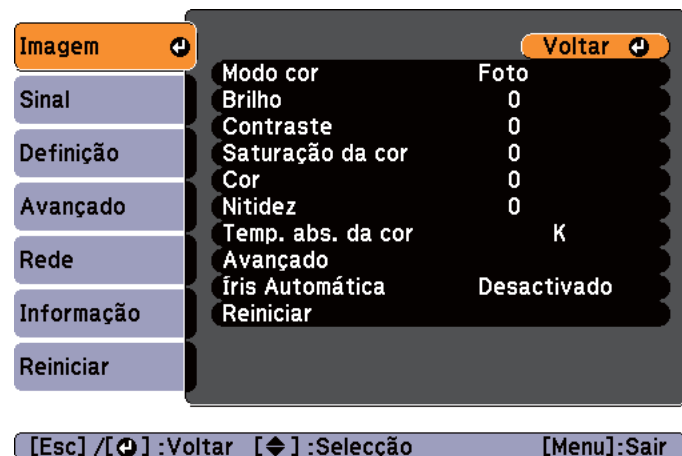 Imagem
Voltar
Modo cor Foto
Sinal
Brilho 0
Contraste 0
Definição
Saturação da cor 0
Cor 0
Avançado
Nitidez 0
Temp. abs. da cor K
Rede
Avançado
Íris Automática Desactivado
Informação
Reiniciar
Reiniciar
[Esc] /[ ] :Voltar [ ] :Selecção [Menu]:Sair